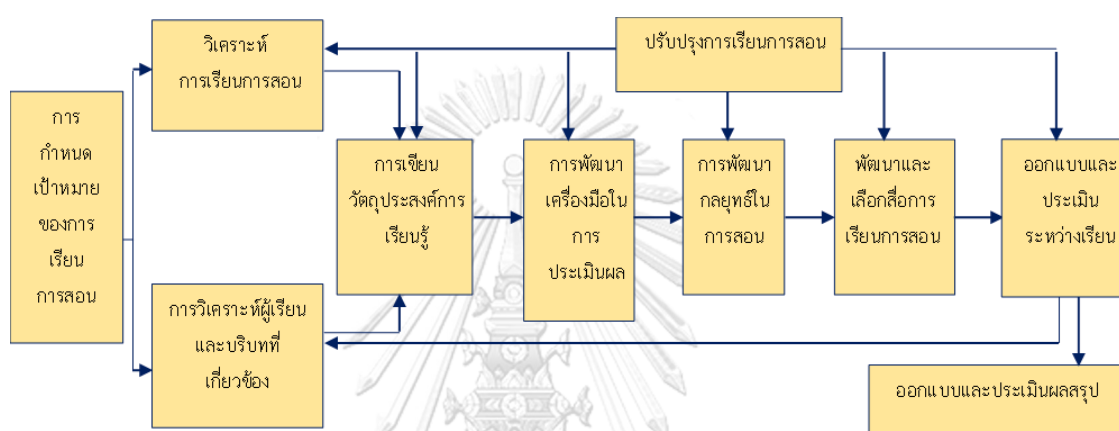 วิเคราะห์
การเรียนการสอน
ปรับปรุงการเรียนการสอน
การ
กำหนด
เป้าหมาย
ของการ
เรียน
การสอน
การเขียน
วัตถุประสงค์การ
เรียนรู้
การพัฒนา
เครื่องมือใน
การ
ประเมินผล
การพัฒนา
กลยุทธ์ใน
การสอน
พัฒนาและ
เลือกสื่อการ
เรียนการสอน
ออกแบบและ
ประเมิน
ระหว่างเรียน
การวิเคราะห์ผู้เรียน
และบริบทที่
เกี่ยวข้อง
ออกแบบและประเมินผลสรุป